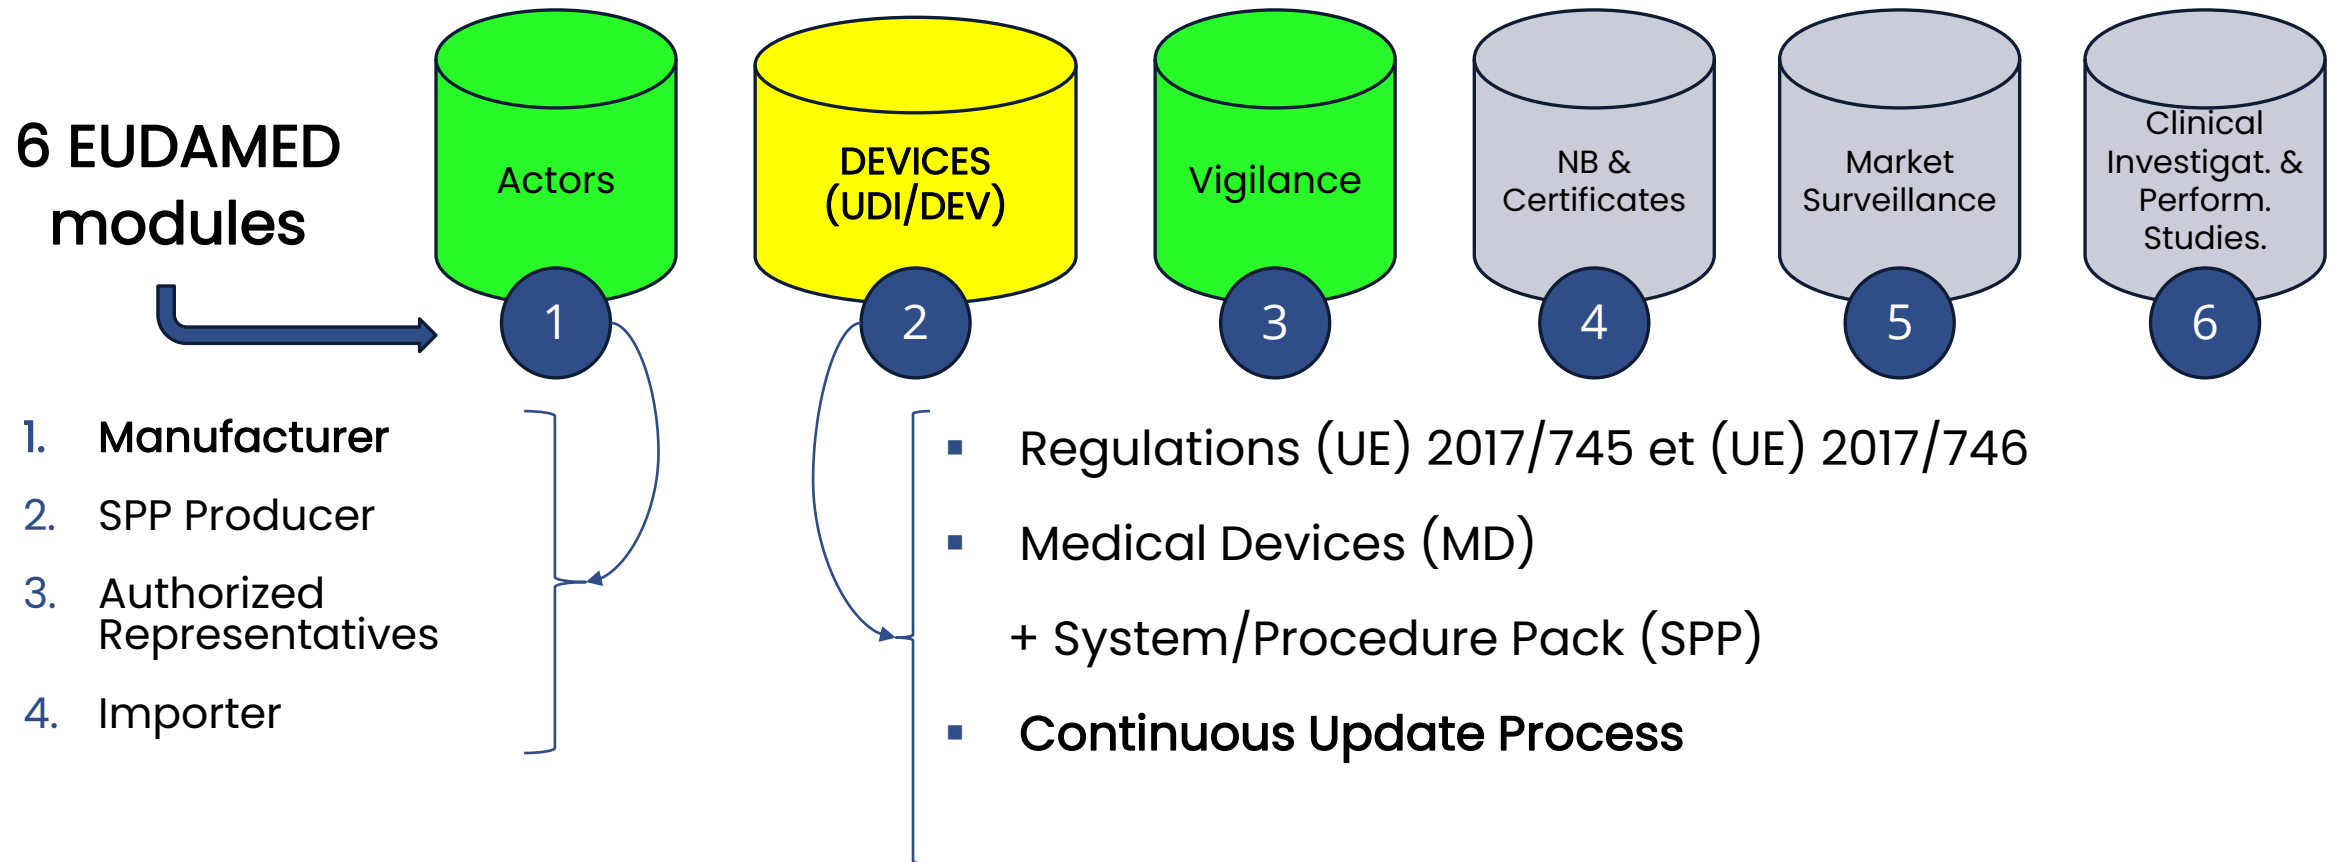 6 EUDAMED
modules
Actors
DEVICES
(UDI/DEV)
Vigilance
NB &
Certificates
Market
Surveillance
Clinical
Investigat. &
Perform.
Studies.
1
2
3
4
5
6
1. Manufacturer
2. SPP Producer
3. Authorized
Representatives
4. Importer
▪ Regulations (UE) 2017/745 et (UE) 2017/746
▪ Medical Devices (MD)
+ System/Procedure Pack (SPP)
▪ Continuous Update Process